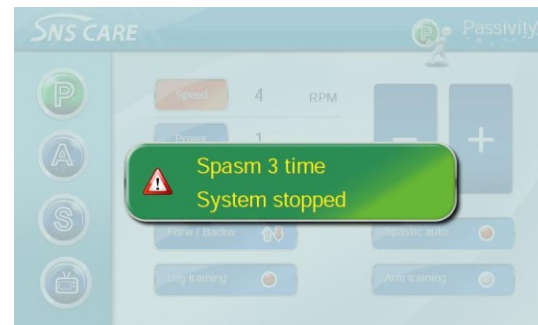 SNS CARE
P Passivity
P
Speed 4 RPM
Power 1
A
Spasm 3 time
System stopped
S
Forw / Backw
Spastic auto
Leg training
Arm training